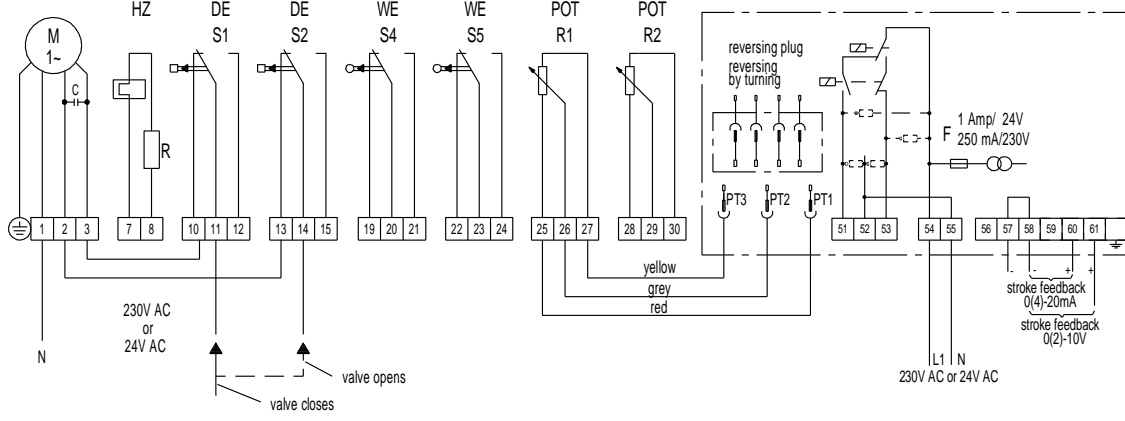 HZ DE DE WE WE POT POT
S1 S2 S4 S5 R1 R2
M
1~
C
R
reversing plug
reversing
by turning
F
1 Amp/ 24V
250 mA/230V
PT3 PT2 PT1
1 2 3 7 8 10 11 12 13 14 15 19 20 21 22 23 24 25 26 27 28 29 30 51 52 53 54 55 56 57 58 59 60 61
yellow
grey
red
- - + +
stroke feedback
0(4)-20mA
stroke feedback
0(2)-10V
230V AC
or
24V AC
N
valve opens
valve closes
L1 N
230V AC or 24V AC